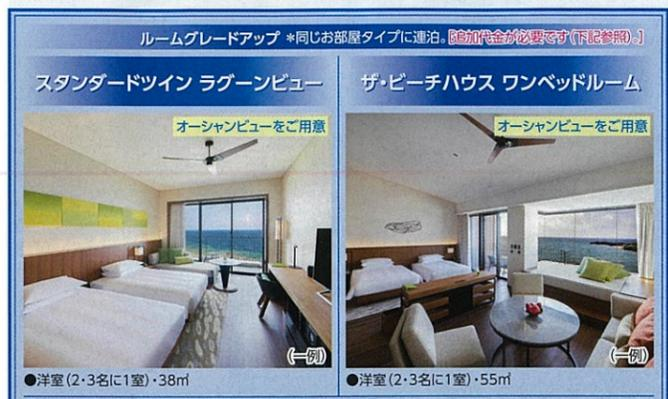 ルームグレードアップ *同じお部屋タイプに連泊。[追加代金が必要です(下記参照)。]
スタンダードツイン ラグーンビュー
オーシャンビューをご用意
(一例)
●洋室(2・3名に1室)・38㎡
ザ・ビーチハウス ワンベッドルーム
オーシャンビューをご用意
(一例)
●洋室(2・3名に1室)・55㎡